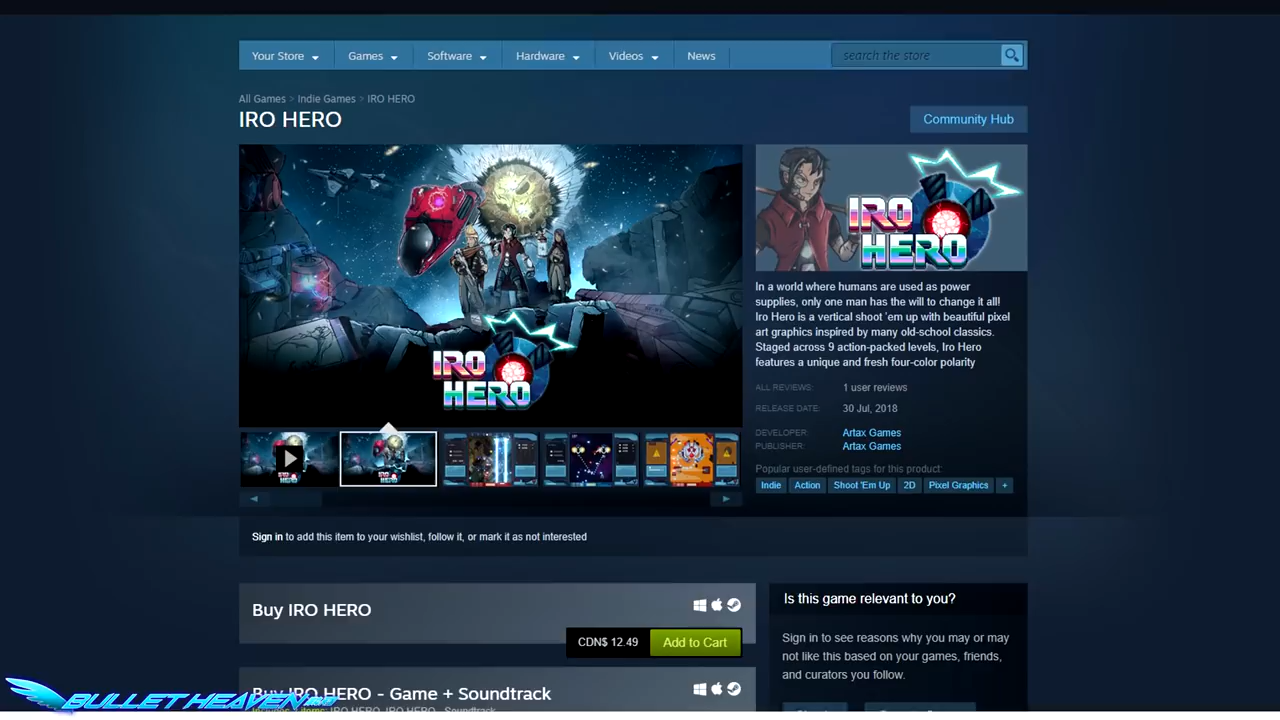 Your Store Games Software Hardware Videos News search the store
All Games > Indie Games > IRO HERO
IRO HERO
Community Hub
IRO
HERO
IRO
HERO
In a world where humans are used as power
supplies, only one man has the will to change it all!
Iro Hero is a vertical shoot 'em up with beautiful pixel
art graphics inspired by many old-school classics.
Staged across 9 action-packed levels, Iro Hero
features a unique and fresh four-color polarity
ALL REVIEWS: 1 user reviews
RELEASE DATE: 30 Jul, 2018
DEVELOPER: Artax Games
PUBLISHER: Artax Games
Popular user-defined tags for this product:
Indie Action Shoot 'Em Up 2D Pixel Graphics +
Sign in to add this item to your wishlist, follow it, or mark it as not interested
Buy IRO HERO
CDN$ 12.49 Add to Cart
Is this game relevant to you?
Sign in to see reasons why you may or may
not like this based on your games, friends,
and curators you follow.
Buy IRO HERO - Game + Soundtrack
BULLET HEAVEN